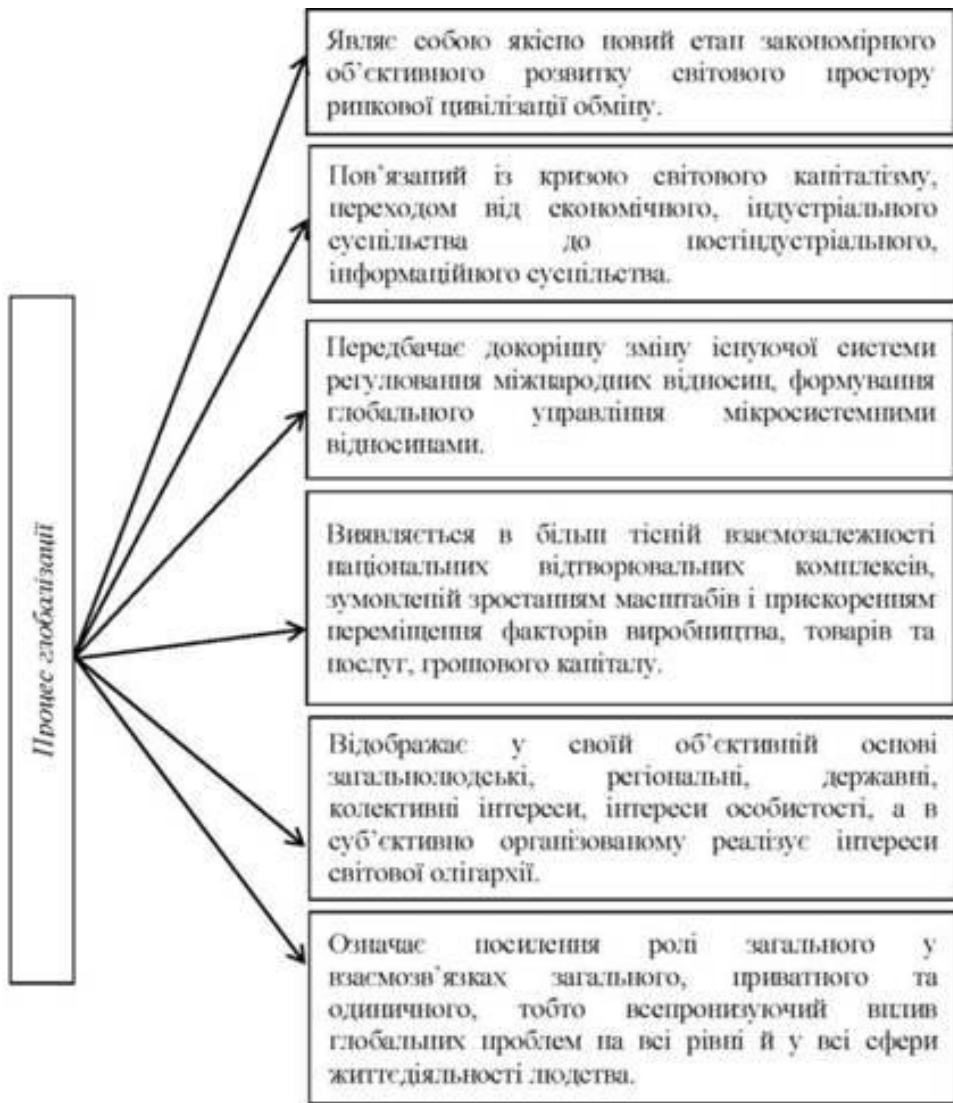 Процес глобалізації
Являє собою якісно новий етап закономірного
об’єктивного розвитку світового простору
ринкової цивілізації обміну.
Пов’язаний із кризою світового капіталізму,
переходом від економічного, індустріального
суспільства до постіндустріального,
інформаційного суспільства.
Передбачає докорінну зміну існуючої системи
регулювання міжнародних відносин, формування
глобального управління мікросистемними
відносинами.
Виявляється в більш тісній взаємозалежності
національних відтворювальних комплексів,
зумовленій зростанням масштабів і прискоренням
переміщення факторів виробництва, товарів та
послуг, грошового капіталу.
Відображає у своїй об’єктивній основі
загальнолюдські, регіональні, державні,
колективні інтереси, інтереси особистості, а в
суб’єктивно організованому реалізує інтереси
світової олігархії.
Означає посилення ролі загального у
взаємозв’язках загального, приватного та
одиничного, тобто всепронизуючий вплив
глобальних проблем на всі рівні й у всі сфери
життєдіяльності людства.